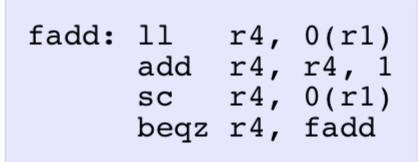 fadd: ll   r4, 0(r1)
      add  r4, r4, 1
      sc   r4, 0(r1)
      beqz r4, fadd